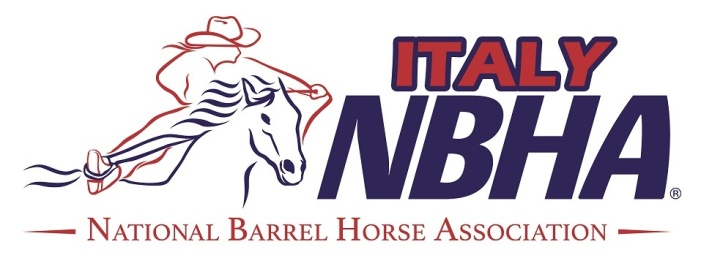 ITALY
NBHA®
NATIONAL BARREL HORSE ASSOCIATION